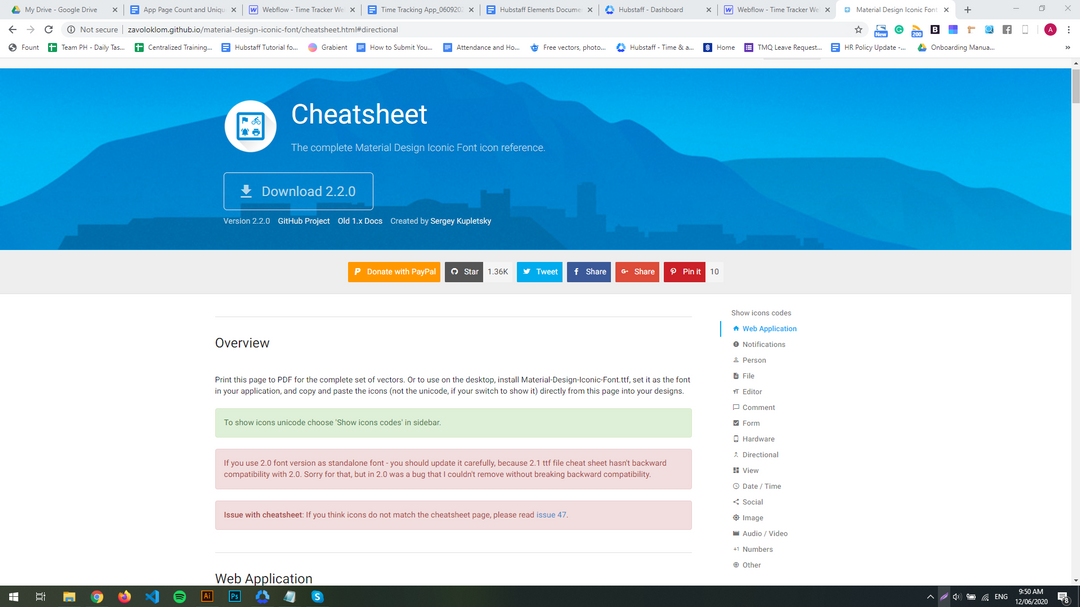 My Drive - Google Drive
App Page Count and Uniqu
Webflow - Time Tracker We
Time Tracking App_060920
Hubstaff Elements Docume
Hubstaff - Dashboard
Webflow - Time Tracker We
Material Design Iconic Font
Not secure
zavoloklom.github.io/material-design-iconic-font/cheatsheet.html#directional
New
200
A
Fount
Team PH - Daily Tas...
Centralized Training...
Hubstaff Tutorial fo...
Grabient
How to Submit You...
Attendance and Ho...
Free vectors, photo...
Hubstaff - Time & a...
Home
TMQ Leave Request...
HR Policy Update -...
Onboarding Manua...
Cheatsheet
The complete Material Design Iconic Font icon reference.
Download 2.2.0
Version 2.2.0 GitHub Project Old 1.x Docs Created by Sergey Kupletsky
Donate with PayPal
Star
1.36K
Tweet
Share
Share
Pin it
10
Overview
Print this page to PDF for the complete set of vectors. Or to use on the desktop, install Material-Design-Iconic-Font.ttf, set it as the font
in your application, and copy and paste the icons (not the unicode, if your switch to show it) directly from this page into your designs.
To show icons unicode choose 'Show icons codes' in sidebar.
If you use 2.0 font version as standalone font - you should update it carefully, because 2.1 ttf file cheat sheet hasn't backward
compatibility with 2.0. Sorry for that, but in 2.0 was a bug that I couldn't remove without breaking backward compatibility.
Issue with cheatsheet: If you think icons do not match the cheatsheet page, please read issue 47.
Web Application
Show icons codes
Web Application
Notifications
Person
File
Editor
Comment
Form
Hardware
Directional
View
Date / Time
Social
Image
Audio / Video
Numbers
Other
Ai
Ps
ENG
9:50 AM
12/06/2020
8